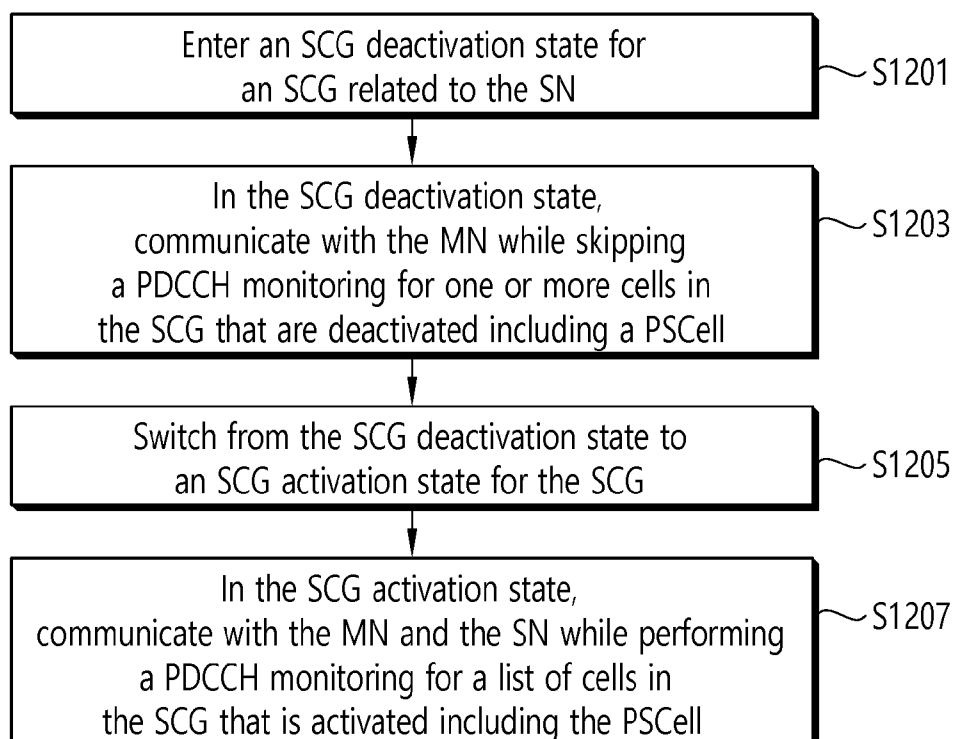 Enter an SCG deactivation state for
an SCG related to the SN
S1201
In the SCG deactivation state,
communicate with the MN while skipping
a PDCCH monitoring for one or more cells in
the SCG that are deactivated including a PSCell
S1203
Switch from the SCG deactivation state to
an SCG activation state for the SCG
S1205
In the SCG activation state,
communicate with the MN and the SN while performing
a PDCCH monitoring for a list of cells in
the SCG that is activated including the PSCell
S1207